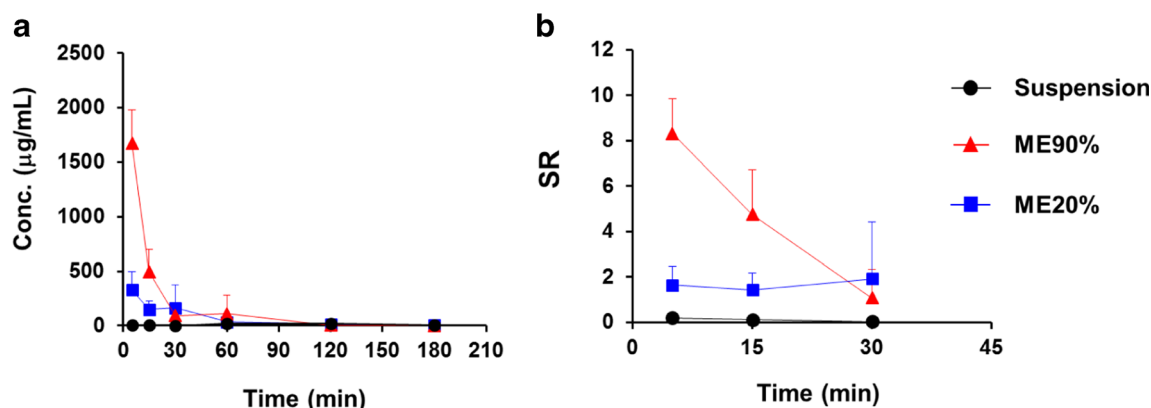 a
2500
2000
1500
1000
500
0
0 30 60 90 120 150 180 210
Conc. (μg/mL)
Time (min)
b
12
10
8
6
4
2
0
0 15 30 45
SR
Time (min)
Suspension
ME90%
ME20%